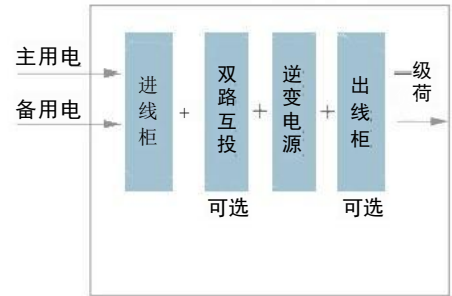 主用电
备用电
进线柜
+
双路互投
+
逆变电源
+
出线柜
一级
荷
可选
可选